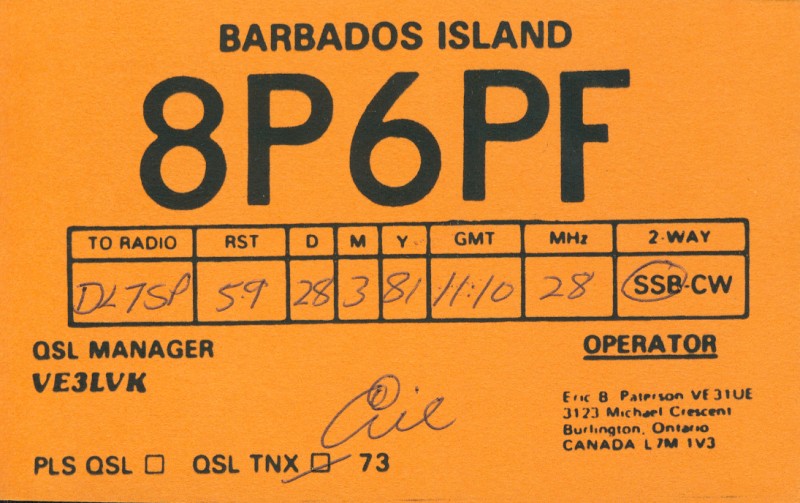 BARBADOS ISLAND
8P6PF
TO RADIO RST D M Y GMT MHz 2-WAY
DL7SP 59 28 3 81 11:10 28 SSB-CW
QSL MANAGER
VE3LVK
OPERATOR
Eric B. Paterson VE3IUE
3123 Michael Crescent
Burlington, Ontario
CANADA L7M 1V3
Eric
PLS QSL □ QSL TNX □ 73